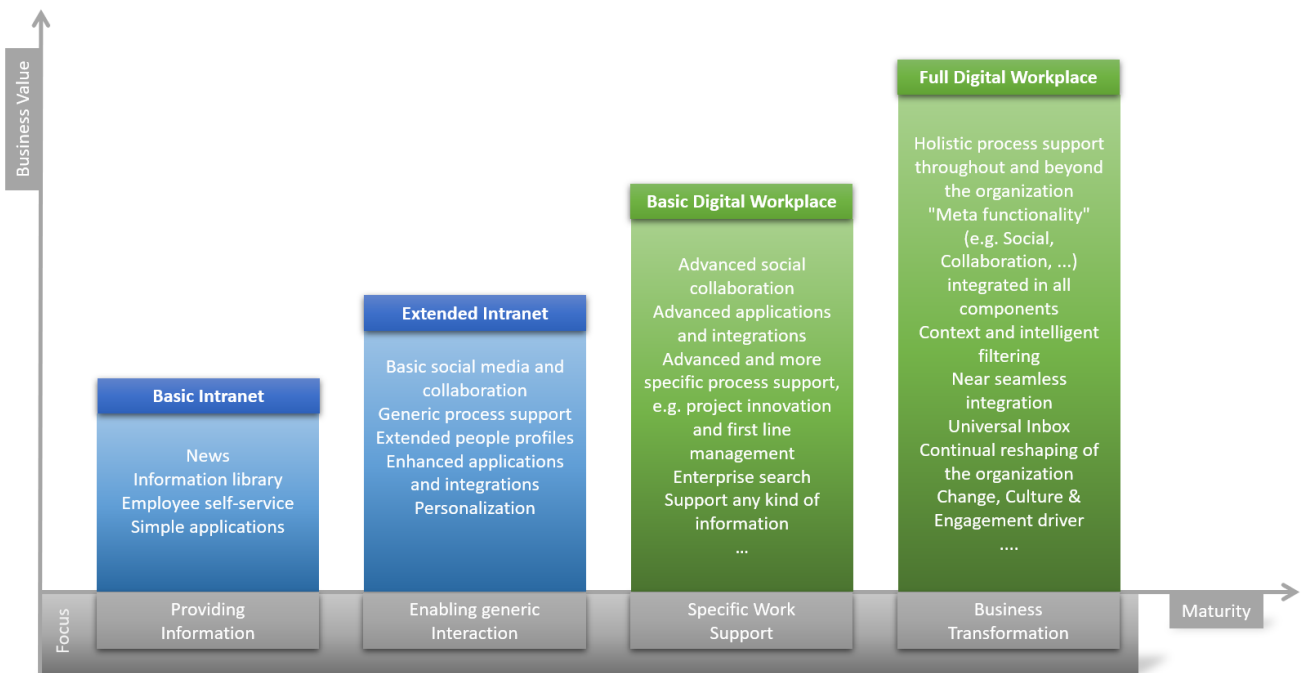 Business Value
Basic Intranet
News
Information library
Employee self-service
Simple applications
Extended Intranet
Basic social media and
collaboration
Generic process support
Extended people profiles
Enhanced applications
and integrations
Personalization
Basic Digital Workplace
Advanced social
collaboration
Advanced applications
and integrations
Advanced and more
specific process support,
e.g. project innovation
and first line
management
Enterprise search
Support any kind of
information
...
Full Digital Workplace
Holistic process support
throughout and beyond
the organization
"Meta functionality"
(e.g. Social,
Collaboration, ...)
integrated in all
components
Context and intelligent
filtering
Near seamless
integration
Universal Inbox
Continual reshaping of
the organization
Change, Culture &
Engagement driver
....
Focus
Providing
Information
Enabling generic
Interaction
Specific Work
Support
Business
Transformation
Maturity